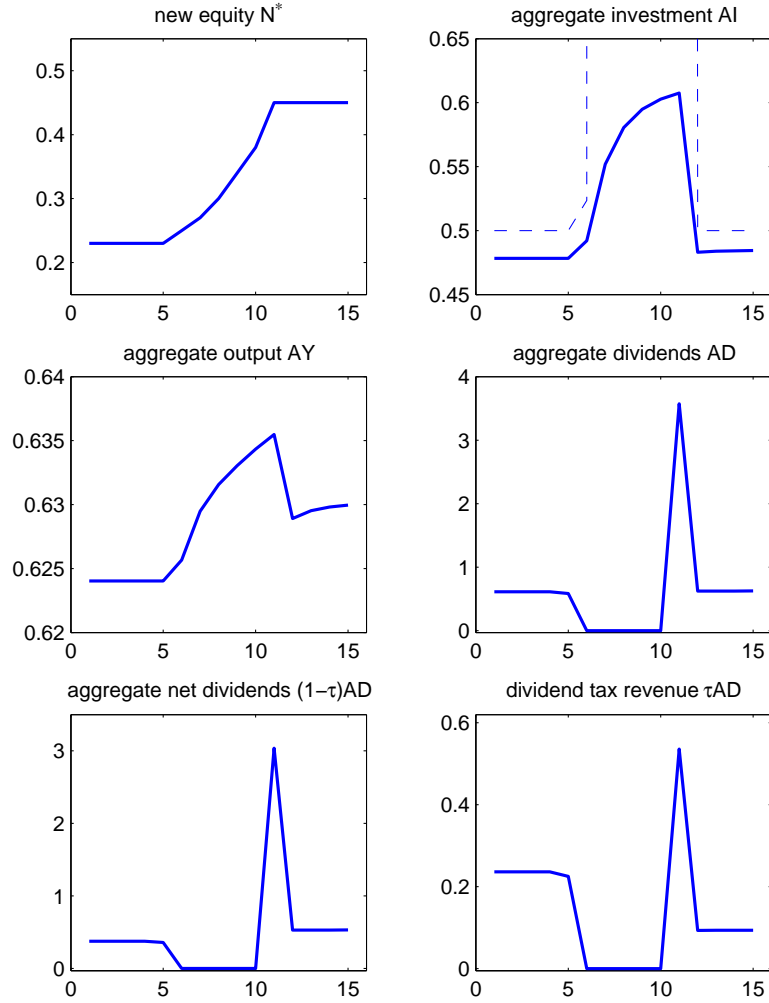 new equity N*
0.5
0.4
0.3
0.2
0 5 10 15
aggregate investment AI
0.65
0.6
0.55
0.5
0.45
0 5 10 15
aggregate output AY
0.64
0.635
0.63
0.625
0.62
0 5 10 15
aggregate dividends AD
4
3
2
1
0
0 5 10 15
aggregate net dividends (1−τ)AD
3
2
1
0
0 5 10 15
dividend tax revenue τAD
0.6
0.4
0.2
0
0 5 10 15